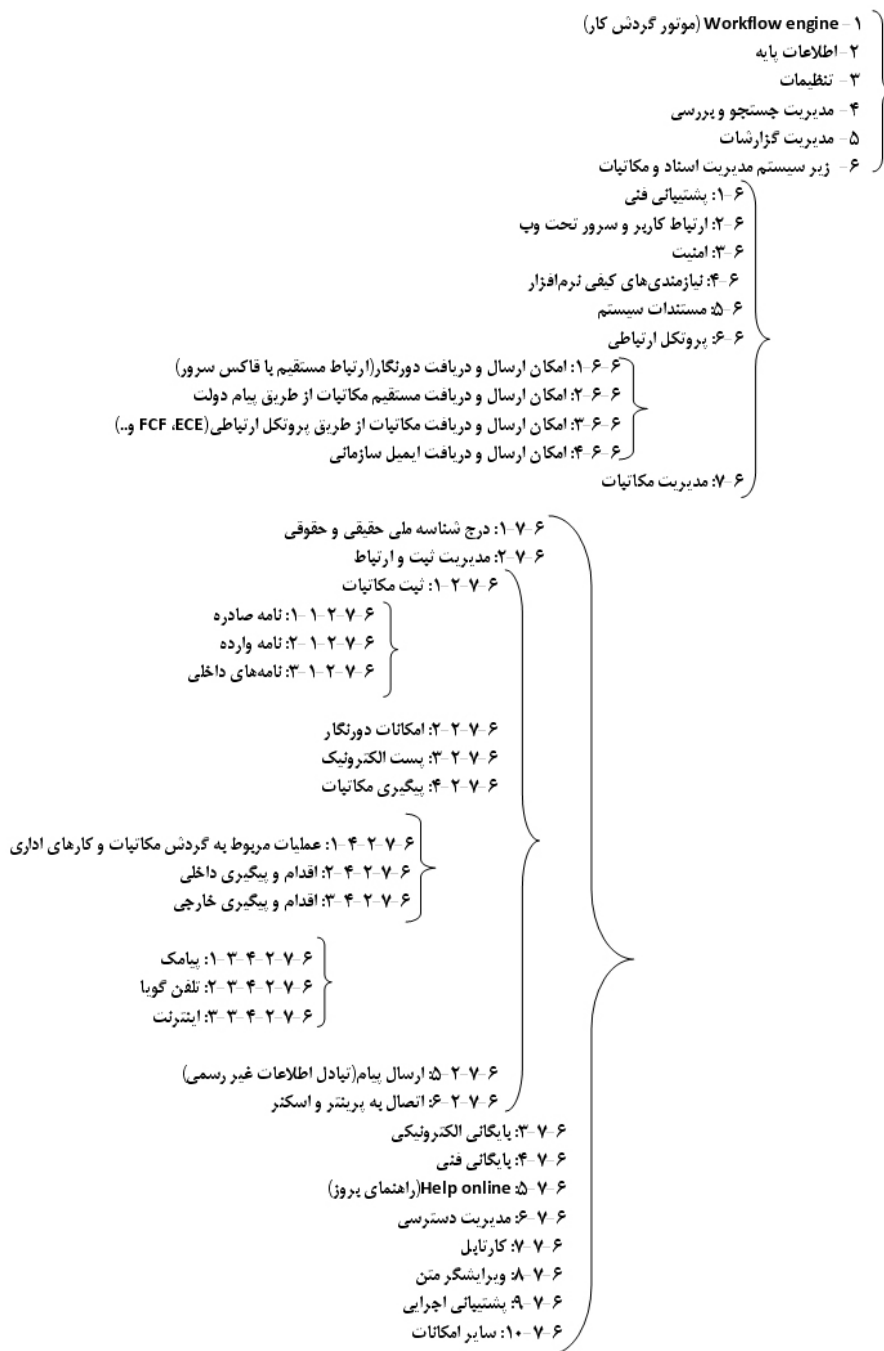 ۱- Workflow engine (موتور گردش کار)
۲-اطلاعات پایه
۳- تنظیمات
۴- مدیریت جستجو و بررسی
۵- مدیریت گزارشات
۶- زیر سیستم مدیریت اسناد و مکاتبات
۶-۱: پشتیبانی فنی
۶-۲: ارتباط کاربر و سرور تحت وب
۶-۳: امنیت
۶-۴: نیازمندی‌های کیفی نرم‌افزار
۶-۵: مستندات سیستم
۶-۶: پروتکل ارتباطی
۶-۶-۱: امکان ارسال و دریافت دورنگار(ارتباط مستقیم با فاکس سرور)
۶-۶-۲: امکان ارسال و دریافت مستقیم مکاتبات از طریق پیام دولت
۶-۶-۳: امکان ارسال و دریافت مکاتبات از طریق پروتکل ارتباطی(ECE، FCF و..)
۶-۶-۴: امکان ارسال و دریافت ایمیل سازمانی
۶-۷: مدیریت مکاتبات
۶-۷-۱: درج شناسه ملی حقیقی و حقوقی
۶-۷-۲: مدیریت ثبت و ارتباط
۶-۷-۲-۱: ثبت مکاتبات
۶-۷-۲-۱-۱: نامه صادره
۶-۷-۲-۱-۲: نامه وارده
۶-۷-۲-۱-۳: نامه‌های داخلی
۶-۷-۲-۲: امکانات دورنگار
۶-۷-۲-۳: پست الکترونیک
۶-۷-۲-۴: پیگیری مکاتبات
۶-۷-۲-۴-۱: عملیات مربوط به گردش مکاتبات و کارهای اداری
۶-۷-۲-۴-۲: اقدام و پیگیری داخلی
۶-۷-۲-۴-۳: اقدام و پیگیری خارجی
۶-۷-۲-۴-۳-۱: پیامک
۶-۷-۲-۴-۳-۲: تلفن گویا
۶-۷-۲-۴-۳-۳: اینترنت
۶-۷-۲-۵: ارسال پیام(تبادل اطلاعات غیر رسمی)
۶-۷-۲-۶: اتصال به پرینتر و اسکنر
۶-۷-۳: بایگانی الکترونیکی
۶-۷-۴: بایگانی فنی
۶-۷-۵: Help online(راهنمای بروز)
۶-۷-۶: مدیریت دسترسی
۶-۷-۷: کارتابل
۶-۷-۸: ویرایشگر متن
۶-۷-۹: پشتیبانی اجرایی
۶-۷-۱۰: سایر امکانات